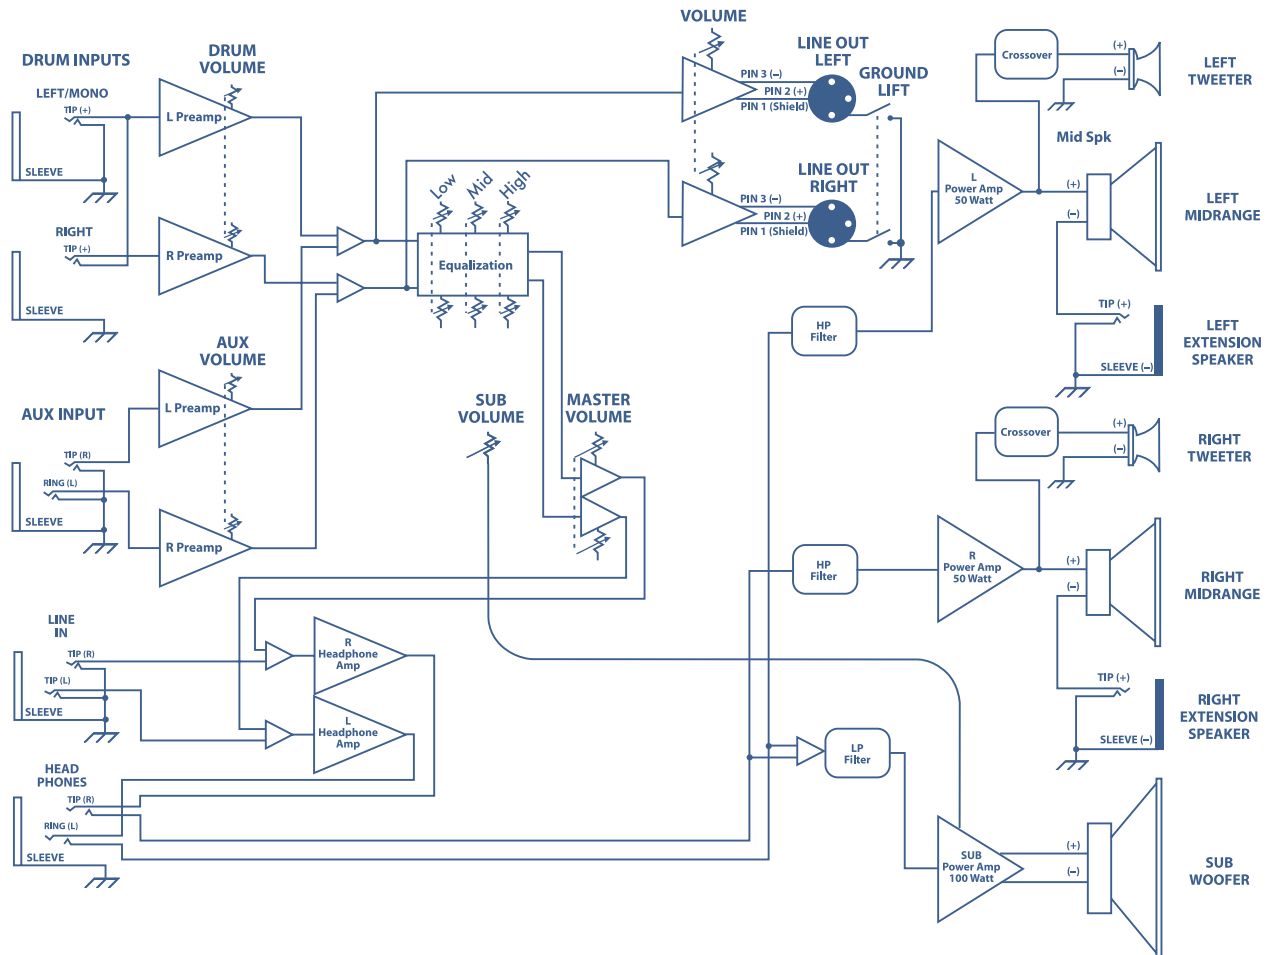 DRUM INPUTS
LEFT/MONO
TIP (+)
SLEEVE
RIGHT
TIP (+)
SLEEVE
DRUM
VOLUME
L Preamp
R Preamp
AUX
VOLUME
AUX INPUT
TIP (R)
RING (L)
SLEEVE
L Preamp
R Preamp
Low
Mid
High
Equalization
SUB
VOLUME
MASTER
VOLUME
VOLUME
LINE OUT
LEFT
PIN 3 (–)
PIN 2 (+)
PIN 1 (Shield)
GROUND
LIFT
LINE OUT
RIGHT
PIN 3 (–)
PIN 2 (+)
PIN 1 (Shield)
LINE
IN
TIP (R)
TIP (L)
SLEEVE
R
Headphone
Amp
L
Headphone
Amp
HEAD
PHONES
TIP (R)
RING (L)
SLEEVE
HP
Filter
L
Power Amp
50 Watt
Crossover
(+)
(–)
LEFT
TWEETER
Mid Spk
(+)
(–)
LEFT
MIDRANGE
TIP (+)
SLEEVE (–)
LEFT
EXTENSION
SPEAKER
HP
Filter
R
Power Amp
50 Watt
Crossover
(+)
(–)
RIGHT
TWEETER
(+)
(–)
RIGHT
MIDRANGE
TIP (+)
SLEEVE (–)
RIGHT
EXTENSION
SPEAKER
LP
Filter
SUB
Power Amp
100 Watt
(+)
(–)
SUB
WOOFER